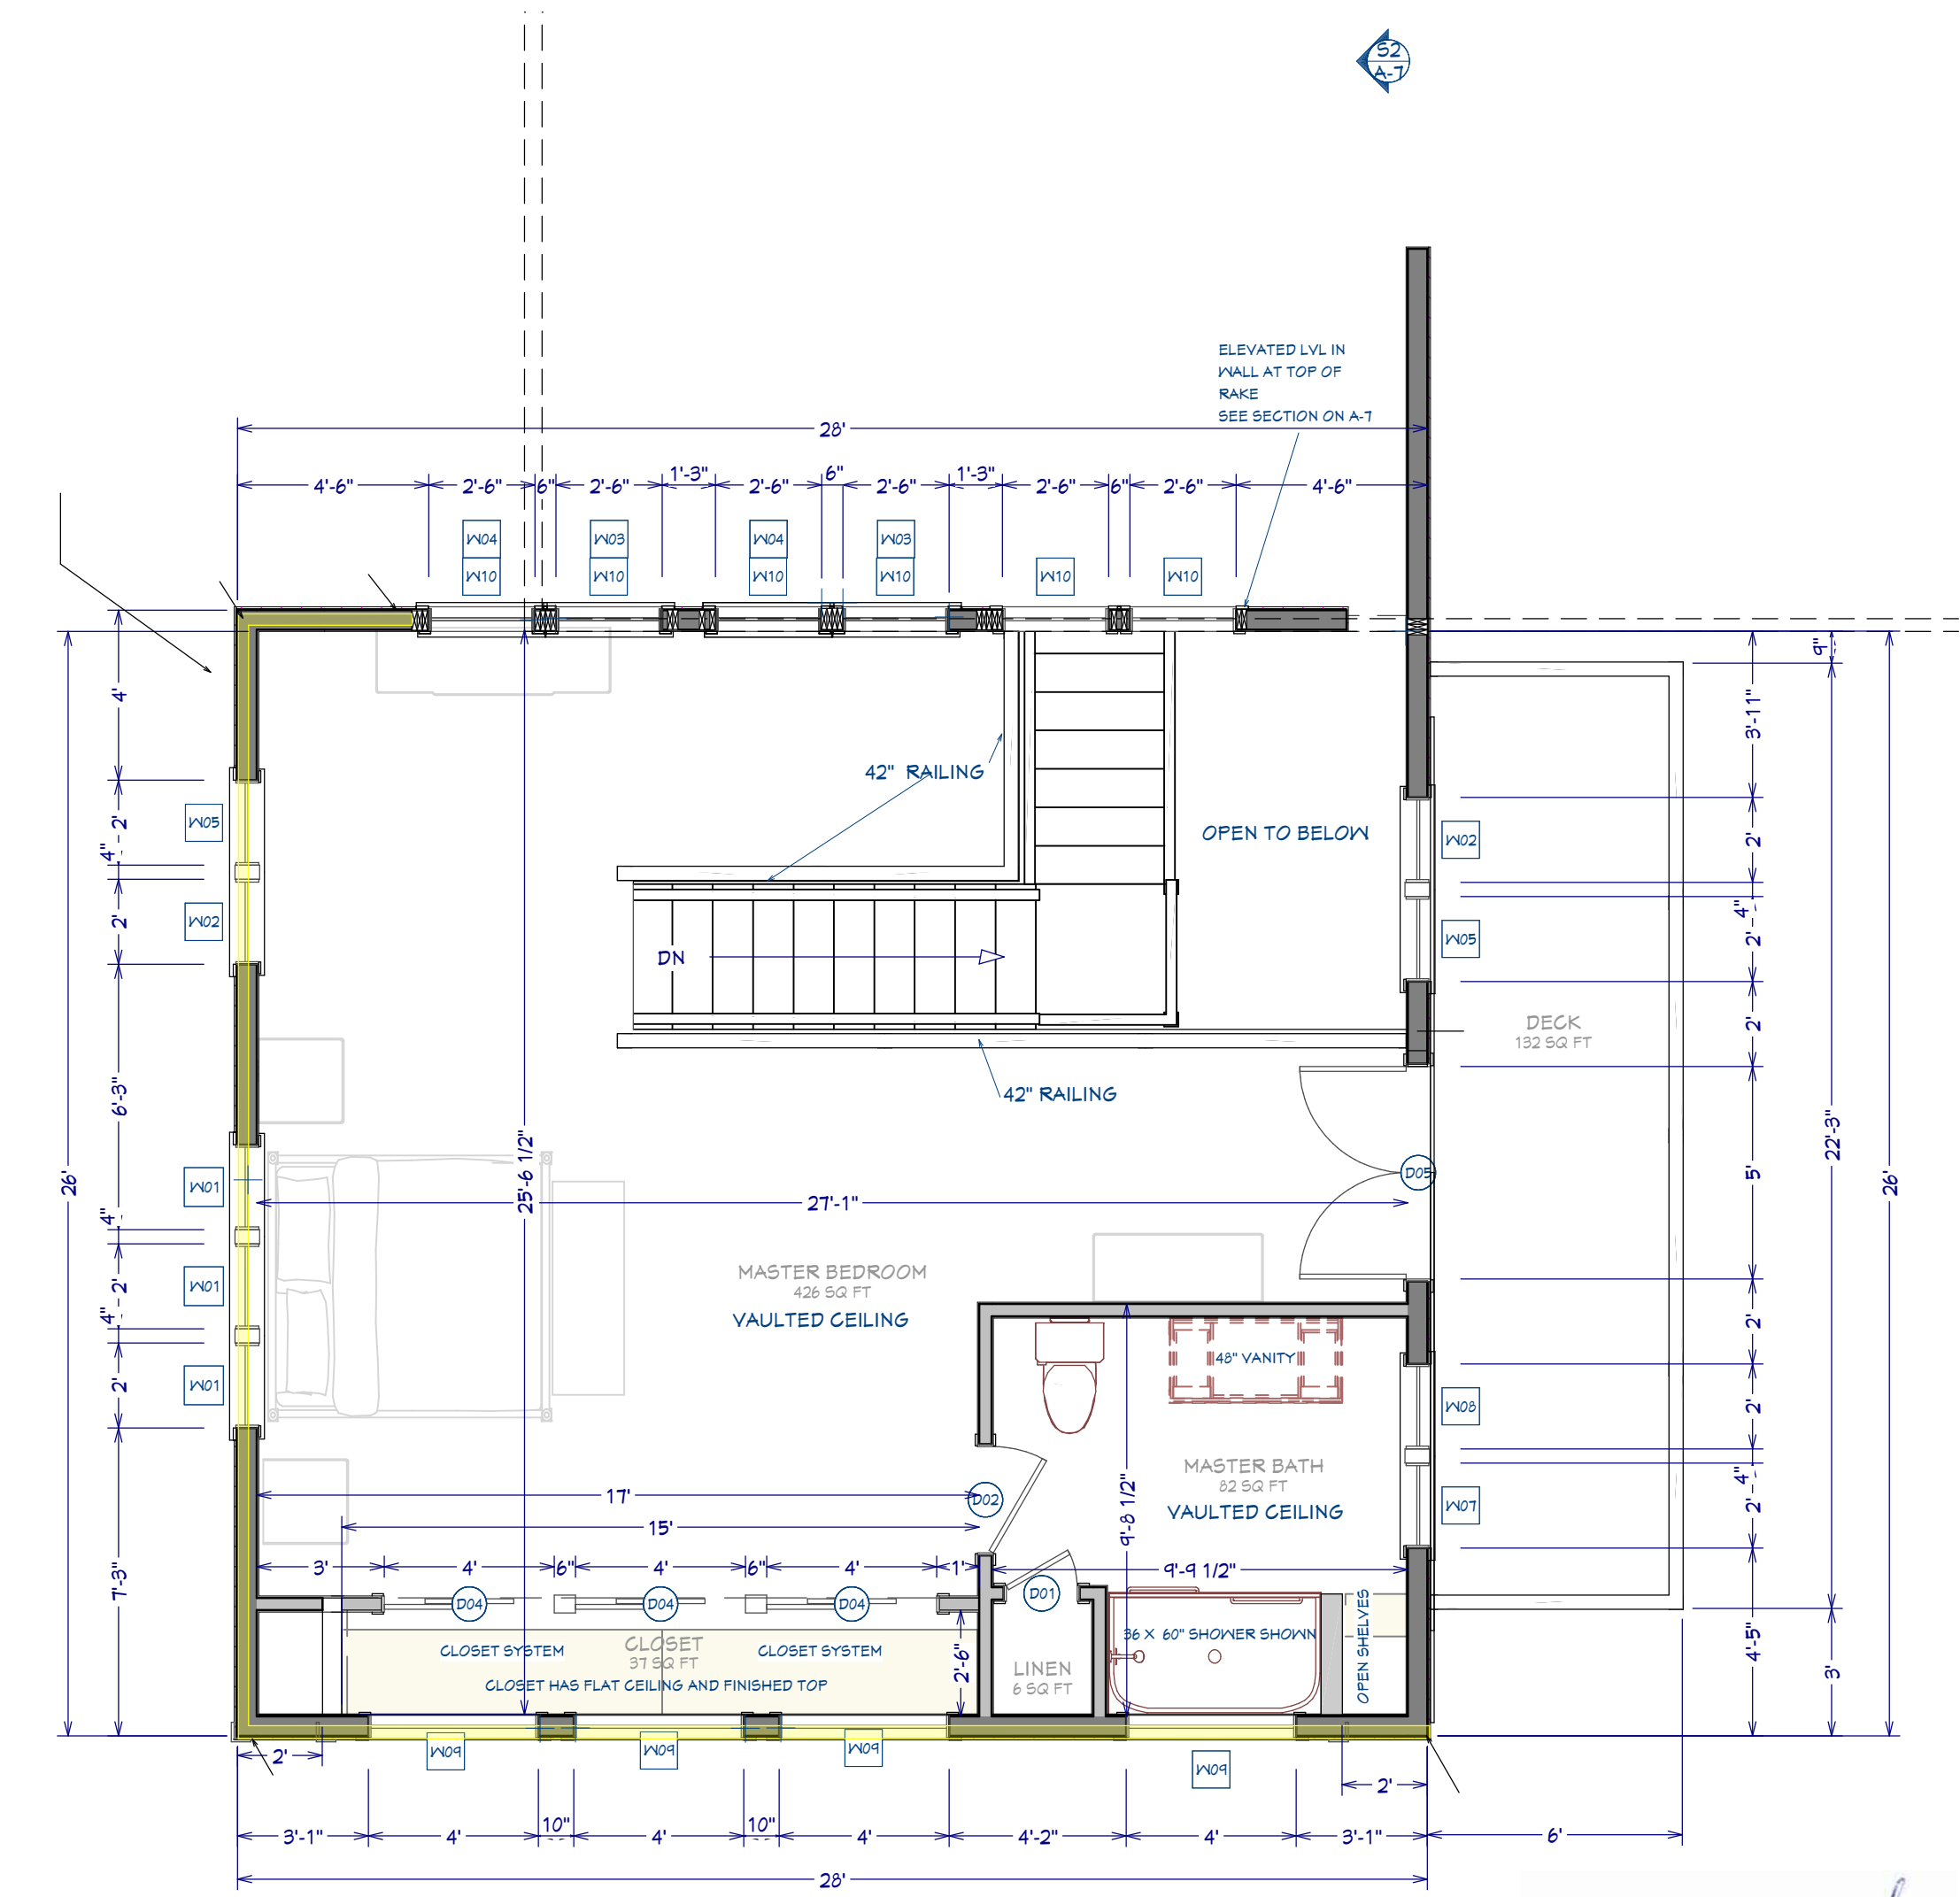 S2
A-7
ELEVATED LVL IN
WALL AT TOP OF
RAKE
SEE SECTION ON A-7
28'
4'-6" 2'-6" 6" 2'-6" 1'-3" 2'-6" 6" 2'-6" 1'-3" 2'-6" 6" 2'-6" 4'-6"
W04 W03 W04 W03
W10 W10 W10 W10 W10 W10
9"
4'
3'-11"
42" RAILING
W05
2'
4"
OPEN TO BELOW
W02
2'
4"
W02
2'
W05
2'
DN
DECK
132 SQ FT
2'
42" RAILING
6'-3"
22'-3"
26'
25'-6 1/2"
27'-1"
D05
5'
26'
W01
4"
W01
2'
4"
W01
2'
MASTER BEDROOM
426 SQ FT
VAULTED CEILING
2'
48" VANITY
W08
2'
4"
MASTER BATH
82 SQ FT
VAULTED CEILING
W07
2'
9'-8 1/2"
17'
D02
15'
3' 4' 6" 4' 6" 4' 1'
9'-9 1/2"
7'-3"
D04 D04 D04
D01
CLOSET SYSTEM
CLOSET
37 SQ FT
CLOSET SYSTEM
CLOSET HAS FLAT CEILING AND FINISHED TOP
2'-6"
LINEN
6 SQ FT
36 X 60" SHOWER SHOWN
OPEN SHELVES
4'-5"
3'
W09 W09 W09 W09
2'
2'
3'-1" 4' 10" 4' 10" 4' 4'-2" 4' 3'-1" 6'
28'